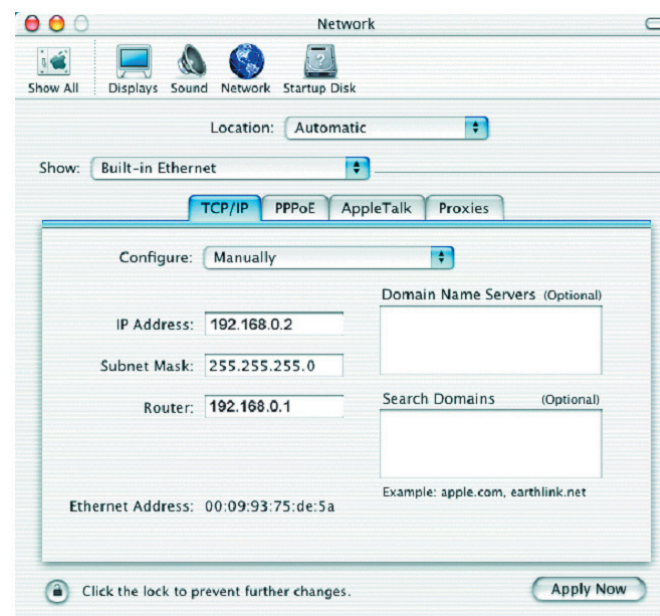 Network
Show All Displays Sound Network Startup Disk
Location: Automatic
Show: Built-in Ethernet
TCP/IP PPPoE AppleTalk Proxies
Configure: Manually
Domain Name Servers (Optional)
IP Address: 192.168.0.2
Subnet Mask: 255.255.255.0
Router: 192.168.0.1
Search Domains (Optional)
Example: apple.com, earthlink.net
Ethernet Address: 00:09:93:75:de:5a
Click the lock to prevent further changes.
Apply Now